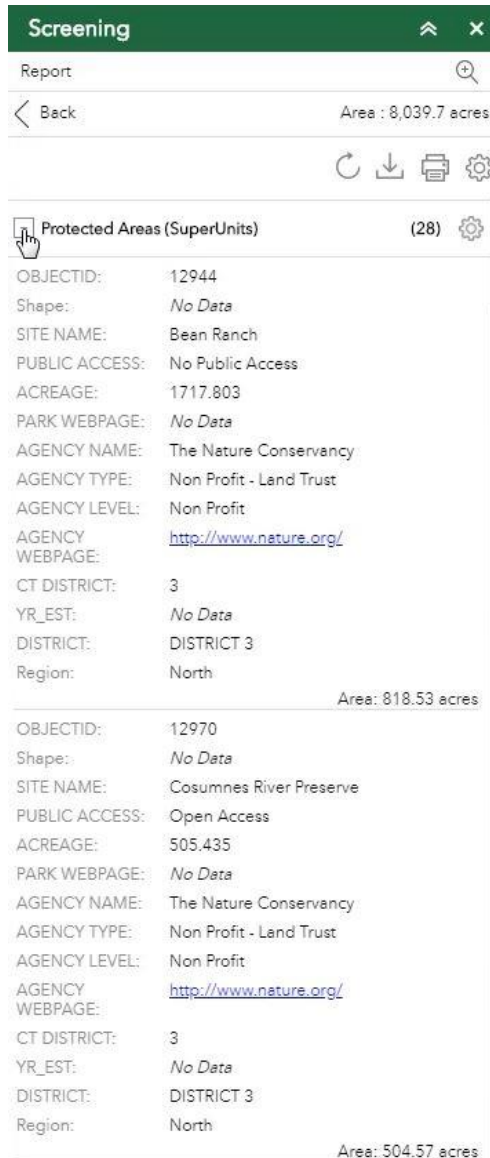 Screening
Report
Back Area : 8,039.7 acres
Protected Areas (SuperUnits) (28)
OBJECTID: 12944
Shape: No Data
SITE NAME: Bean Ranch
PUBLIC ACCESS: No Public Access
ACREAGE: 1717.803
PARK WEBPAGE: No Data
AGENCY NAME: The Nature Conservancy
AGENCY TYPE: Non Profit - Land Trust
AGENCY LEVEL: Non Profit
AGENCY http://www.nature.org/
WEBPAGE:
CT DISTRICT: 3
YR_EST: No Data
DISTRICT: DISTRICT 3
Region: North
Area: 818.53 acres
OBJECTID: 12970
Shape: No Data
SITE NAME: Cosumnes River Preserve
PUBLIC ACCESS: Open Access
ACREAGE: 505.435
PARK WEBPAGE: No Data
AGENCY NAME: The Nature Conservancy
AGENCY TYPE: Non Profit - Land Trust
AGENCY LEVEL: Non Profit
AGENCY http://www.nature.org/
WEBPAGE:
CT DISTRICT: 3
YR_EST: No Data
DISTRICT: DISTRICT 3
Region: North
Area: 504.57 acres